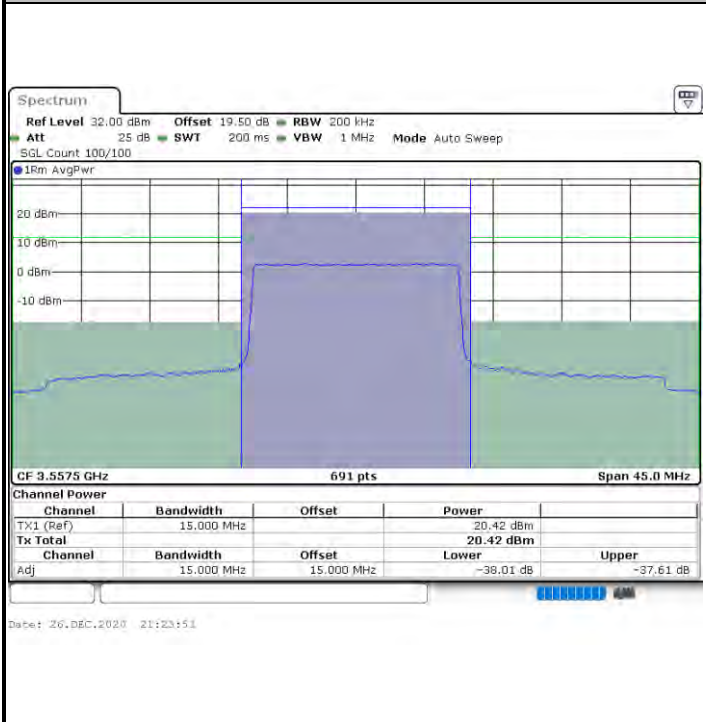 Spectrum
Ref Level 32.00 dBm Offset 19.50 dB RBW 200 kHz
Att 25 dB SWT 200 ms VBW 1 MHz Mode Auto Sweep
SGL Count 100/100
1Rm AvgPwr
20 dBm
10 dBm
0 dBm
-10 dBm
CF 3.5575 GHz 691 pts Span 45.0 MHz
Channel Power
Channel Bandwidth Offset Power
TX1 (Ref) 15.000 MHz 20.42 dBm
Tx Total 20.42 dBm
Channel Bandwidth Offset Lower Upper
Adj 15.000 MHz 15.000 MHz -38.01 dB -37.61 dB
Date: 26.DEC.2020 21:23:51